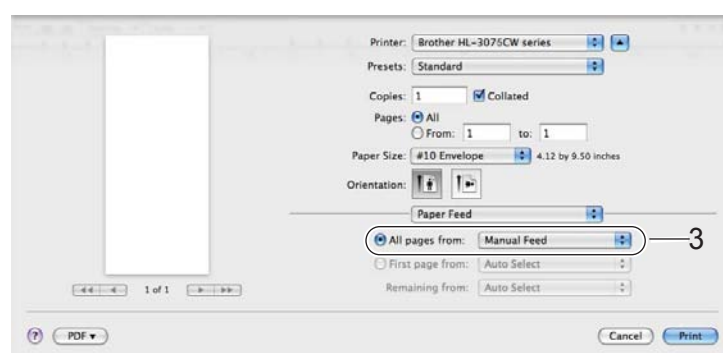 Printer: Brother HL-3075CW series
Presets: Standard
Copies: 1 Collated
Pages: All
From: 1 to: 1
Paper Size: #10 Envelope 4.12 by 9.50 inches
Orientation:
Paper Feed
All pages from: Manual Feed 3
First page from: Auto Select
Remaining from: Auto Select
1 of 1
? PDF Cancel Print